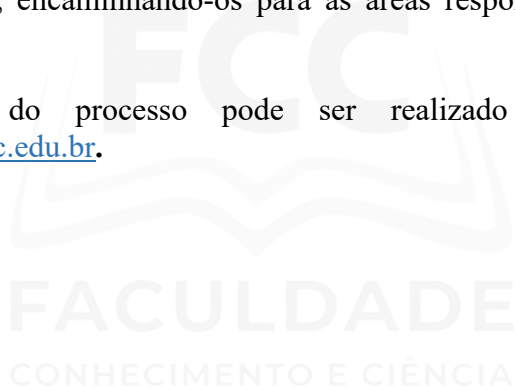 encaminhando-os para as áreas
do processo pode ser realizado
c.edu.br.
FCC
FACULDADE
CONHECIMENTO E CIÊNCIA